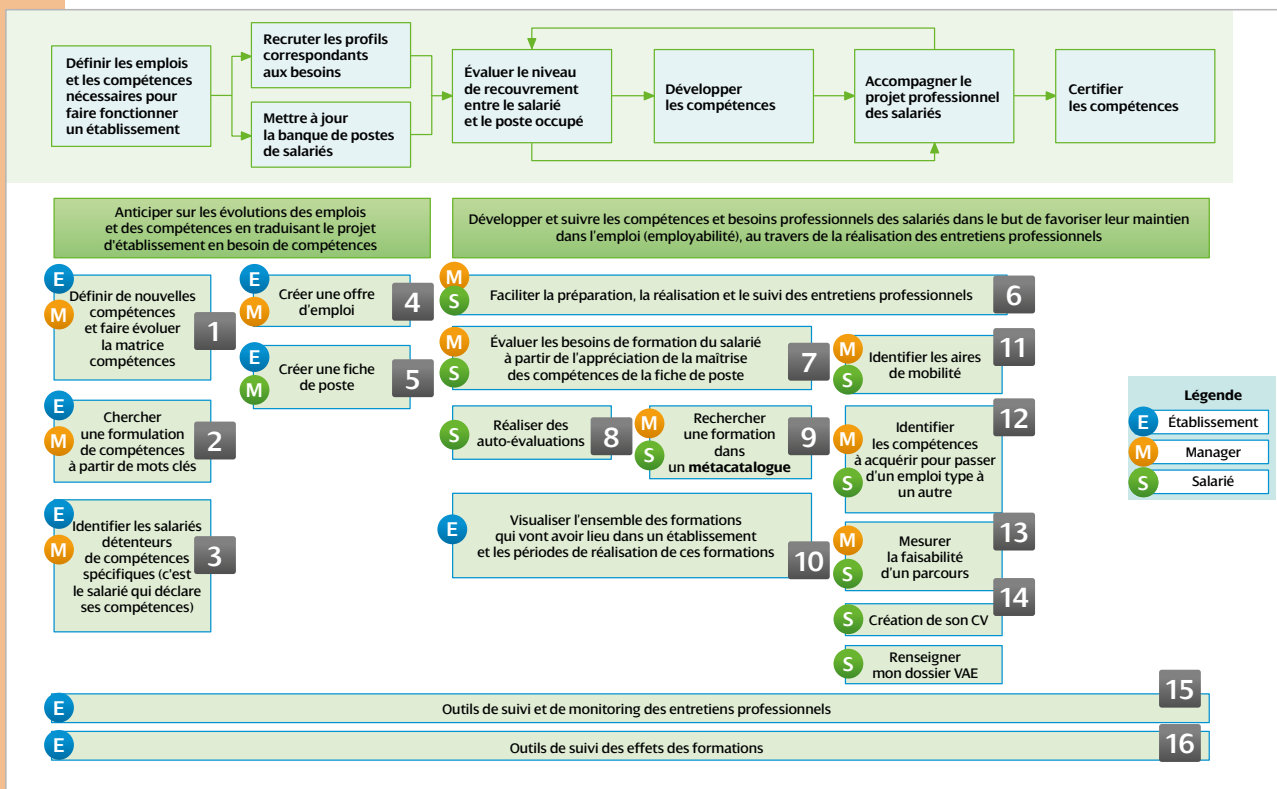 Définir les emplois
et les compétences
nécessaires pour
faire fonctionner
un établissement
Recruter les profils
correspondants
aux besoins
Mettre à jour
la banque de postes
de salariés
Évaluer le niveau
de recouvrement
entre le salarié
et le poste occupé
Développer
les compétences
Accompagner le
projet professionnel
des salariés
Certifier
les compétences
Anticiper sur les évolutions des emplois
et des compétences en traduisant le projet
d'établissement en besoin de compétences
Développer et suivre les compétences et besoins professionnels des salariés dans le but de favoriser leur maintien
dans l'emploi (employabilité), au travers de la réalisation des entretiens professionnels
E
M
Définir de nouvelles
compétences
et faire évoluer
la matrice
compétences
1
E
M
Chercher
une formulation
de compétences
à partir de mots clés
2
E
M
Identifier les salariés
détenteurs
de compétences
spécifiques (c'est
le salarié qui déclare
ses compétences)
3
E
M
Créer une offre
d'emploi
4
E
M
Créer une fiche
de poste
5
M
S
Faciliter la préparation, la réalisation et le suivi des entretiens professionnels
6
M
S
Évaluer les besoins de formation du salarié
à partir de l'appréciation de la maîtrise
des compétences de la fiche de poste
7
S
Réaliser des
auto-évaluations
8
M
S
Rechercher
une formation
dans
un métacatalogue
9
E
Visualiser l'ensemble des formations
qui vont avoir lieu dans un établissement
et les périodes de réalisation de ces formations
10
M
S
Identifier les aires
de mobilité
11
M
S
Identifier
les compétences
à acquérir pour passer
d'un emploi type à
un autre
12
M
S
Mesurer
la faisabilité
d'un parcours
13
S
Création de son CV
14
S
Renseigner
mon dossier VAE
E
Outils de suivi et de monitoring des entretiens professionnels
15
E
Outils de suivi des effets des formations
16
Légende
E Établissement
M Manager
S Salarié